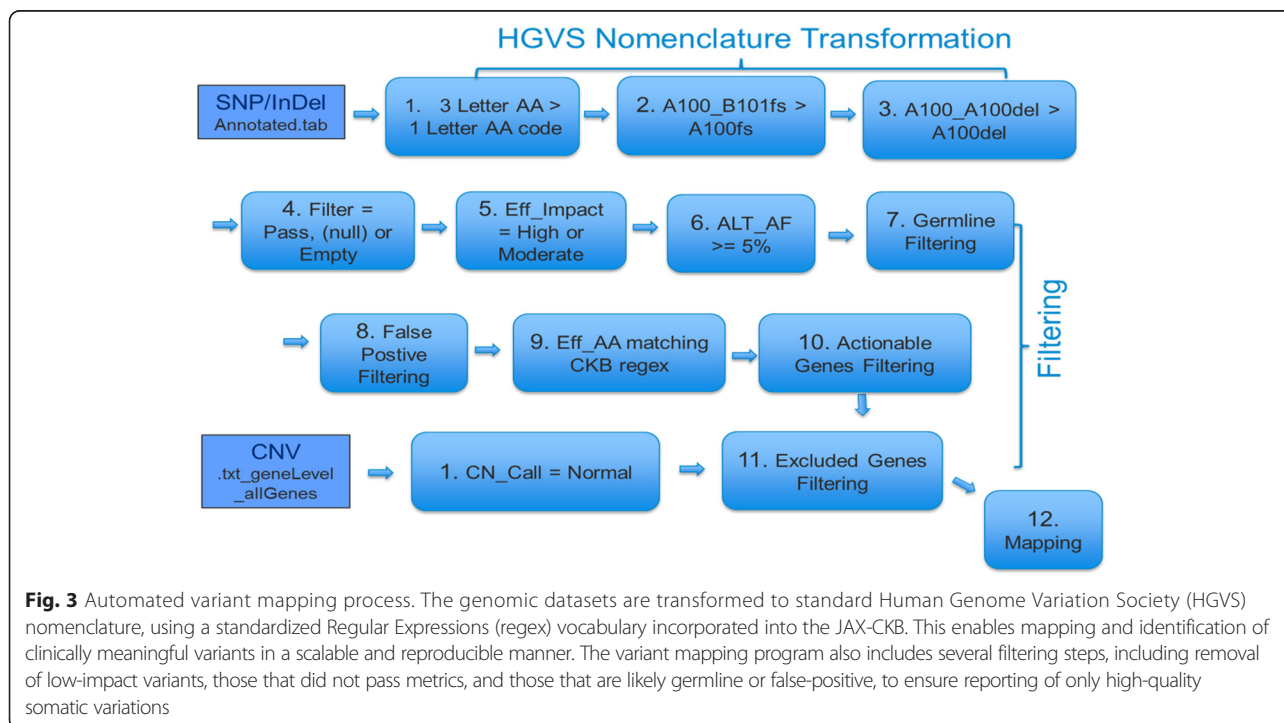 HGVS Nomenclature Transformation
SNP/InDel
Annotated.tab
1. 3 Letter AA >
1 Letter AA code
2. A100_B101fs >
A100fs
3. A100_A100del >
A100del
4. Filter =
Pass, (null) or
Empty
5. Eff_Impact
= High or
Moderate
6. ALT_AF
>= 5%
7. Germline
Filtering
Filtering
8. False
Postive
Filtering
9. Eff_AA matching
CKB regex
10. Actionable
Genes Filtering
CNV
.txt_geneLevel
_allGenes
1. CN_Call = Normal
11. Excluded Genes
Filtering
12.
Mapping
Fig. 3 Automated variant mapping process. The genomic datasets are transformed to standard Human Genome Variation Society (HGVS)
nomenclature, using a standardized Regular Expressions (regex) vocabulary incorporated into the JAX-CKB. This enables mapping and identification of
clinically meaningful variants in a scalable and reproducible manner. The variant mapping program also includes several filtering steps, including removal
of low-impact variants, those that did not pass metrics, and those that are likely germline or false-positive, to ensure reporting of only high-quality
somatic variations